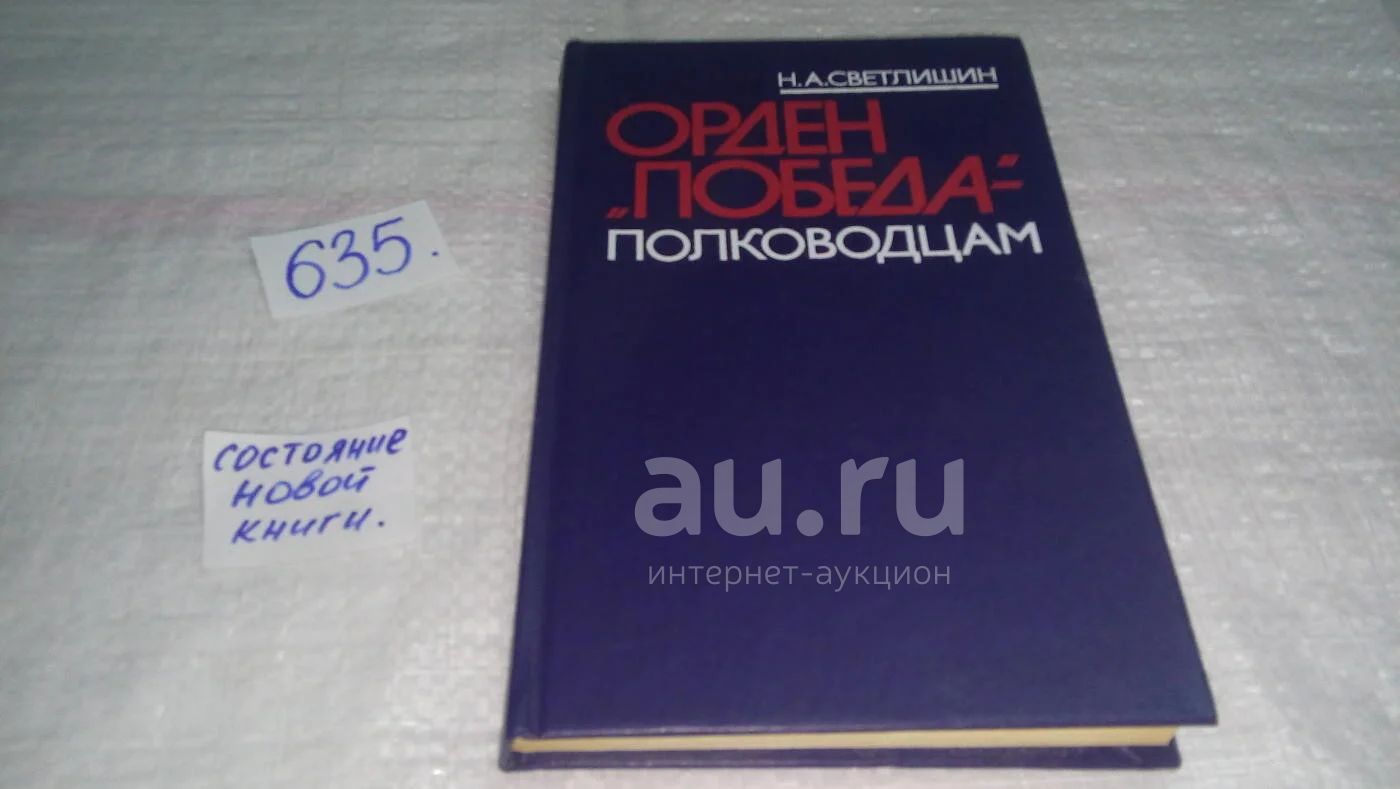 Н.А.СВЕТЛИШИН
ОРДЕН
„ПОБЕДА“-
ПОЛКОВОДЦАМ
635.
состояние
новой
книги.
au.ru
интернет-аукцион